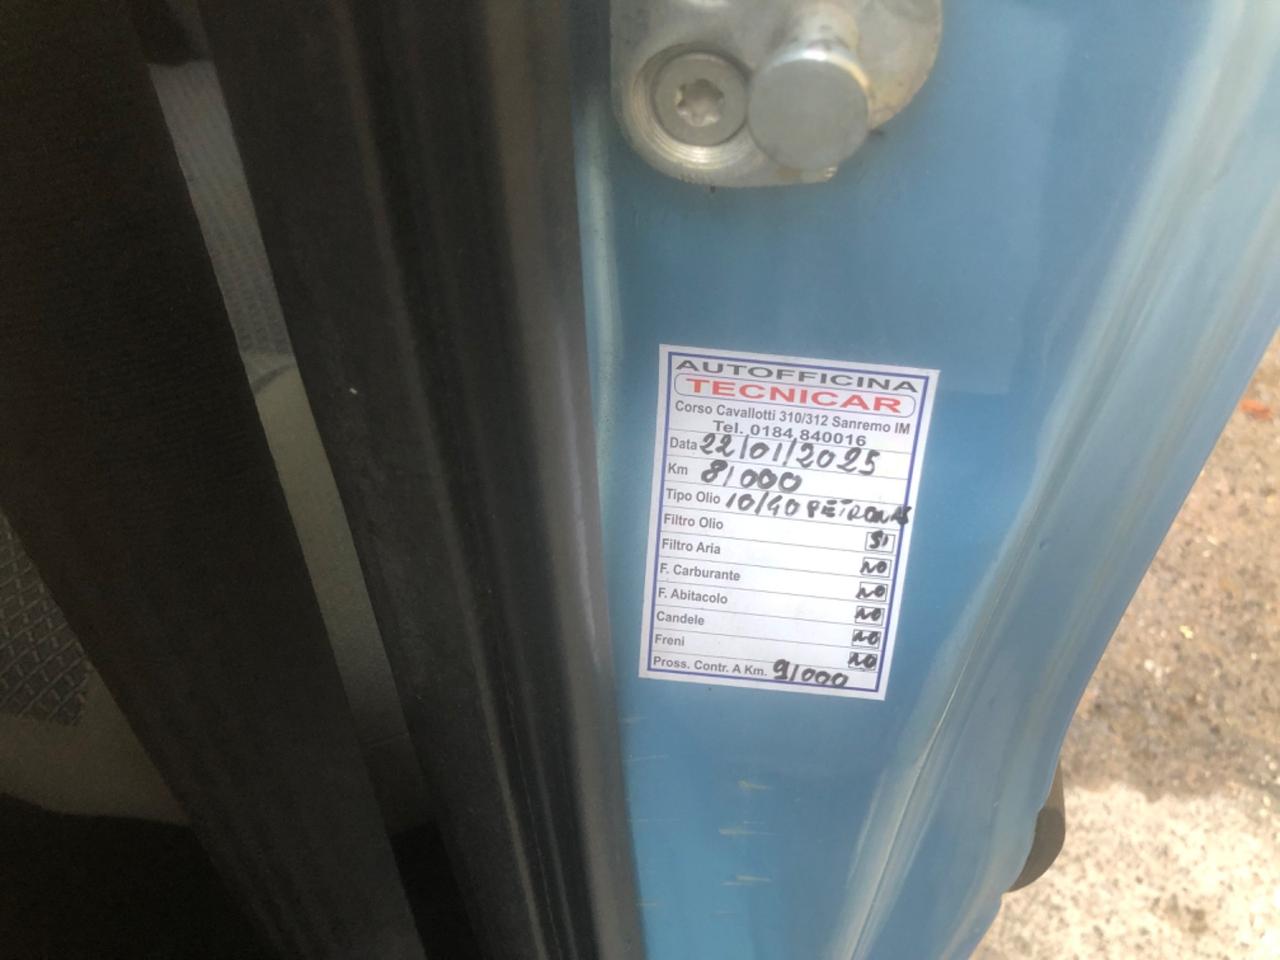 AUTOFFICINA
TECNICAR
Corso Cavallotti 310/312 Sanremo IM
Tel. 0184 840016
Data 22/01/2025
Km 81000
Tipo Olio 10/40 PETRONAS
Filtro Olio SI
Filtro Aria NO
F. Carburante NO
F. Abitacolo NO
Candele NO
Freni NO
Pross. Contr. A Km. 91000